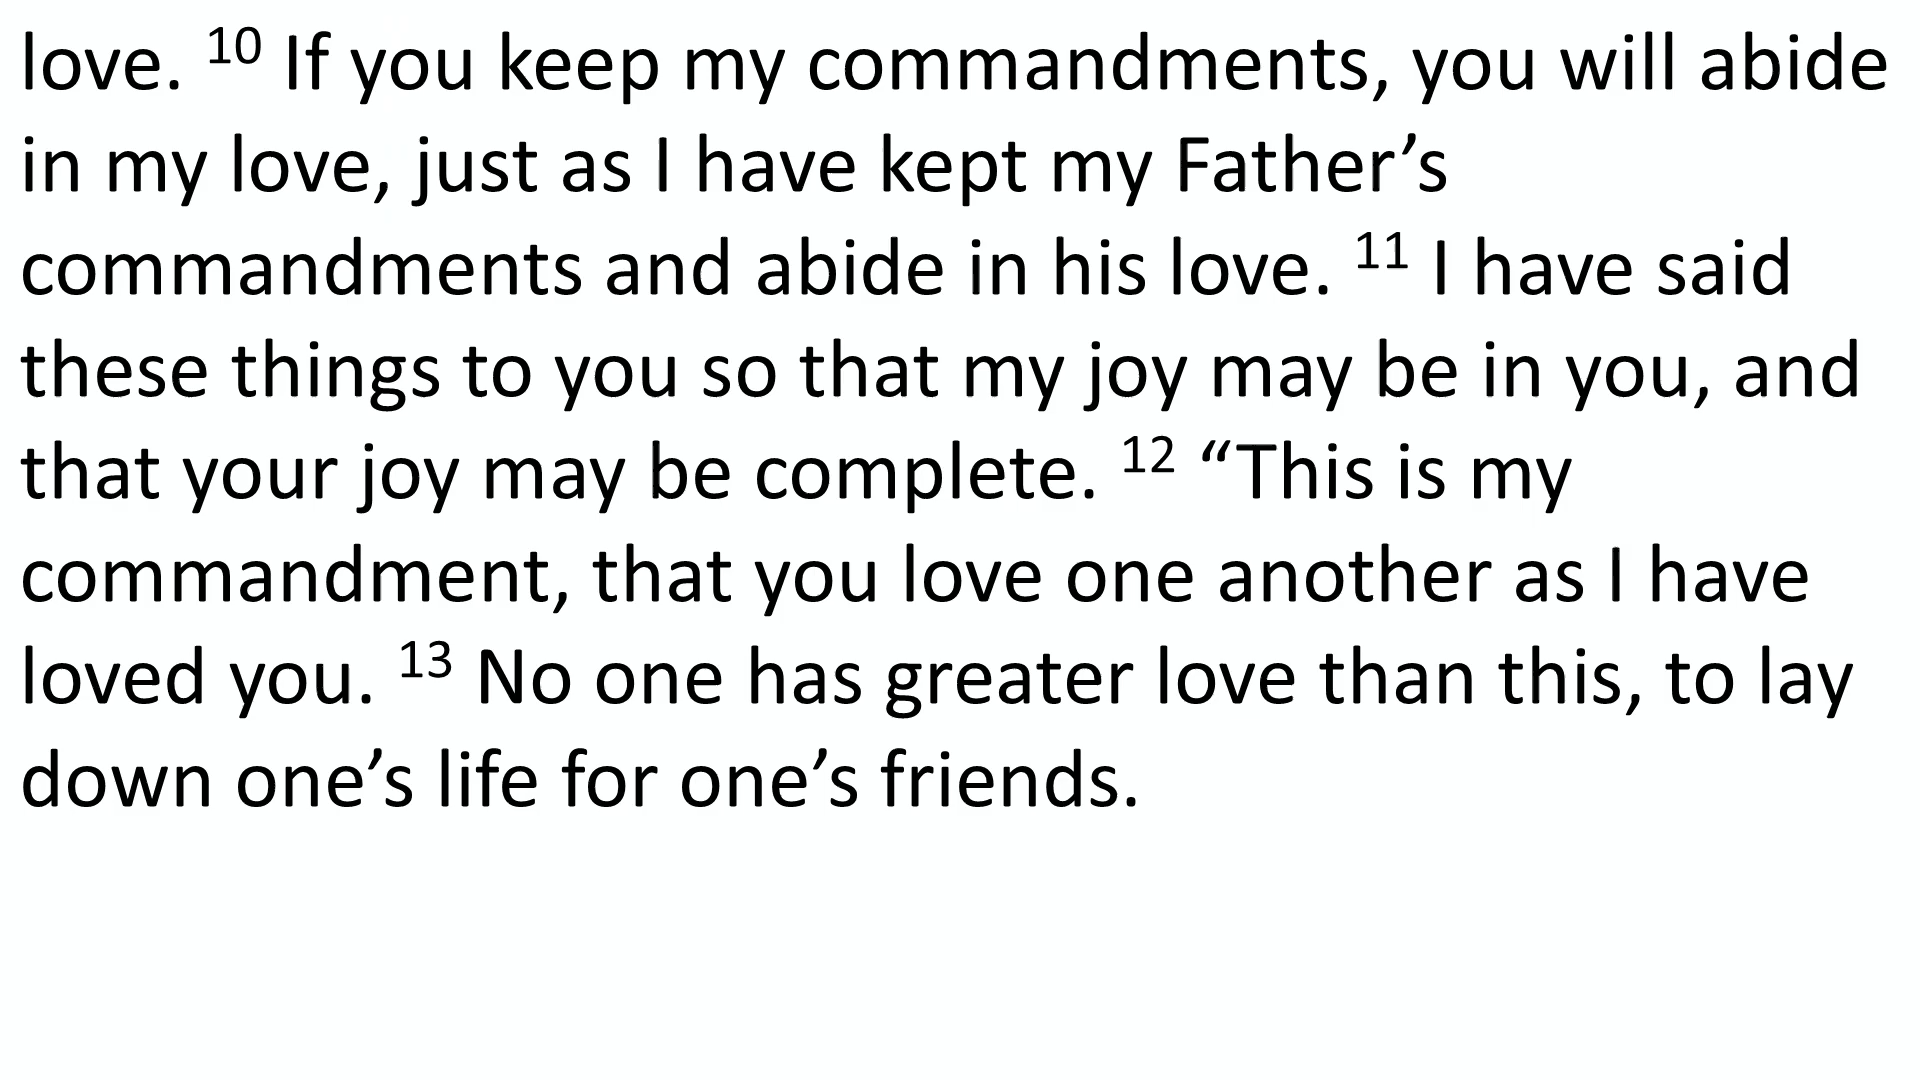 love. ¹⁰ If you keep my commandments, you will abide
in my love, just as I have kept my Father’s
commandments and abide in his love. ¹¹ I have said
these things to you so that my joy may be in you, and
that your joy may be complete. ¹² “This is my
commandment, that you love one another as I have
loved you. ¹³ No one has greater love than this, to lay
down one’s life for one’s friends.